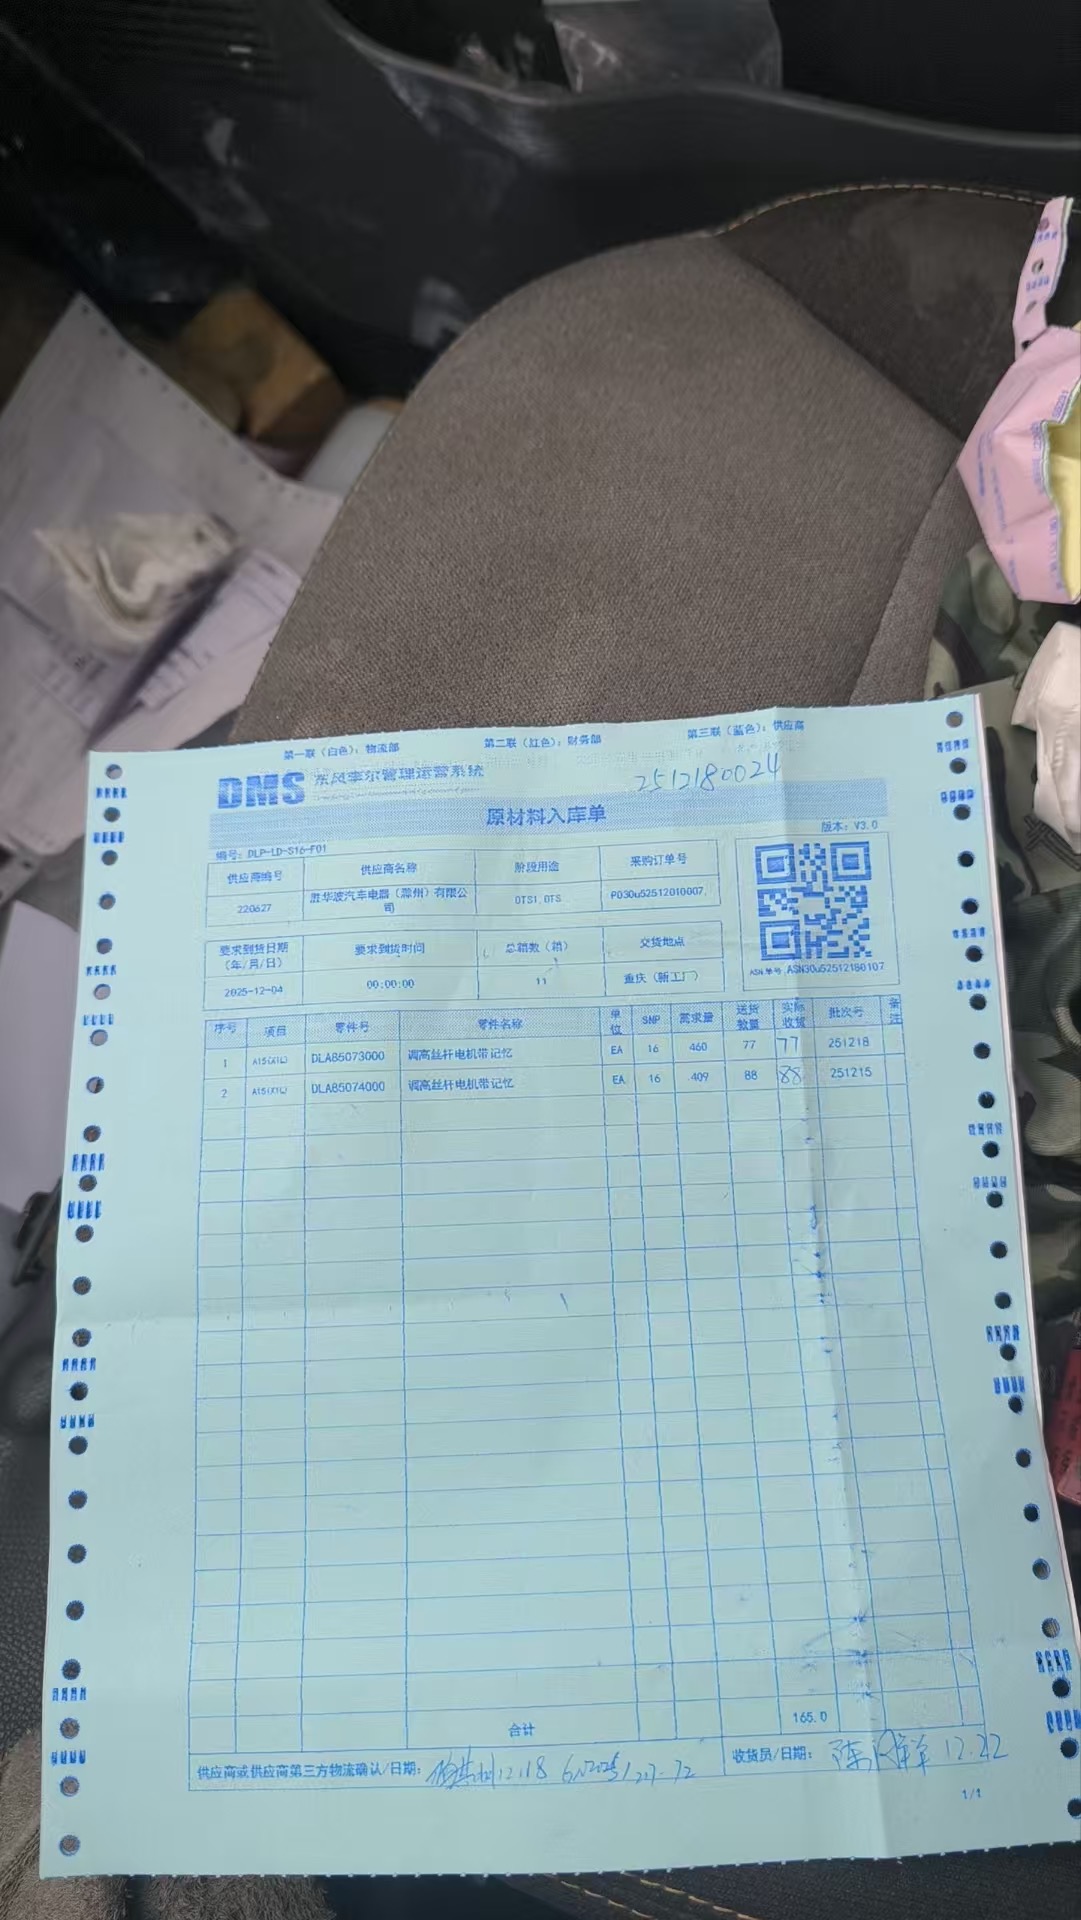 第一联（白色）：物流部 第二联（红色）：财务部 第三联（蓝色）：供应商
DMS 东风李尔管理运营系统
2512180024
原材料入库单
编号：DLP-LD-S16-F01 版本：V3.0
供应商编号 供应商名称 阶段用途 采购订单号
220627 胜华波汽车电器（滁州）有限公司 OTS1,OTS PO30u52512010007,
要求到货日期（年/月/日） 要求到货时间 总箱数（箱） 交货地点
2025-12-04 00:00:00 11 重庆（新工厂）
ASN单号 ASN30u52512180107
序号 项目 零件号 零件名称 单位 SNP 需求量 送货数量 实际收货 批次号 备注
1 A15(X1L) DLA85073000 调高丝杆电机带记忆 EA 16 460 77 77 251218
2 A15(X1L) DLA85074000 调高丝杆电机带记忆 EA 16 409 88 88 251215
合计 165.0
供应商或供应商第三方物流确认/日期： 12.18
收货员/日期： 陈 12.22
1/1